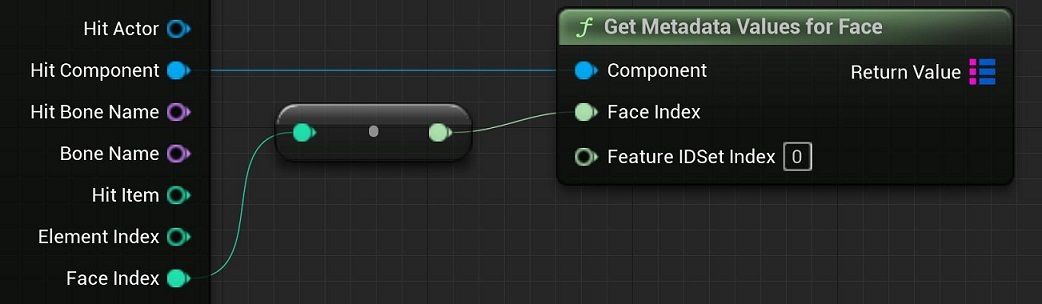 Hit Actor
Hit Component
Hit Bone Name
Bone Name
Hit Item
Element Index
Face Index
f Get Metadata Values for Face
Component
Return Value
Face Index
Feature IDSet Index 0